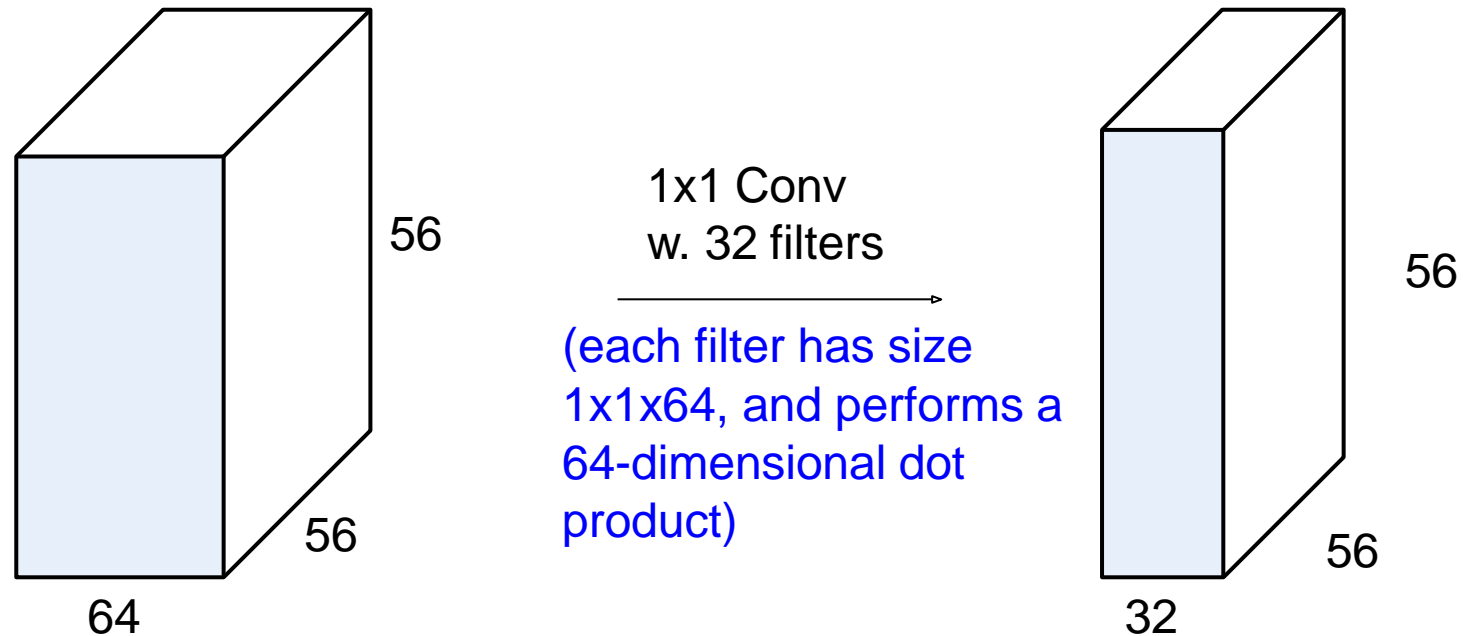 56
56
64
1x1 Conv
w. 32 filters
(each filter has size
1x1x64, and performs a
64-dimensional dot
product)
56
56
32